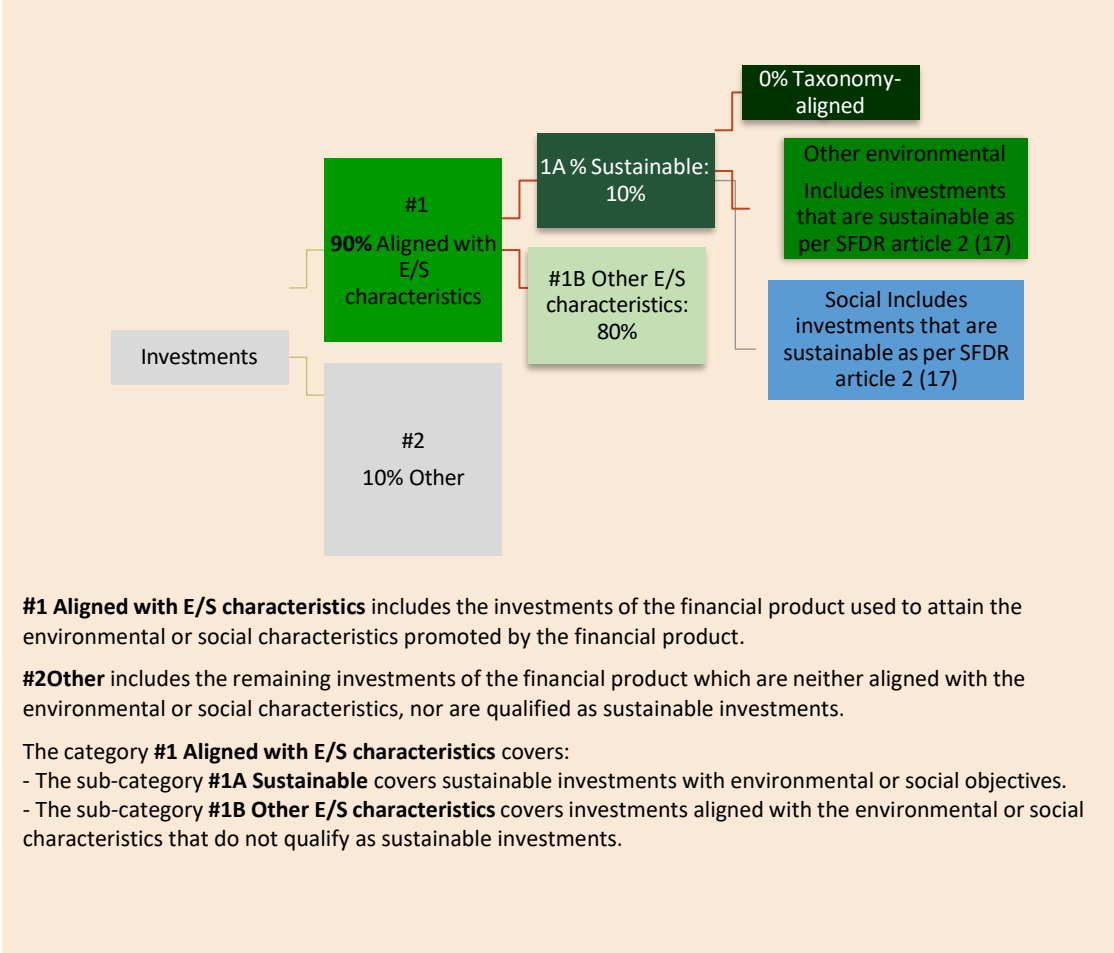 0% Taxonomy-
aligned
Other environmental
Includes investments
that are sustainable as
per SFDR article 2 (17)
1A % Sustainable:
10%
#1
90% Aligned with
E/S
characteristics
#1B Other E/S
characteristics:
80%
Social Includes
investments that are
sustainable as per SFDR
article 2 (17)
Investments
#2
10% Other
#1 Aligned with E/S characteristics includes the investments of the financial product used to attain the
environmental or social characteristics promoted by the financial product.
#2Other includes the remaining investments of the financial product which are neither aligned with the
environmental or social characteristics, nor are qualified as sustainable investments.
The category #1 Aligned with E/S characteristics covers:
- The sub-category #1A Sustainable covers sustainable investments with environmental or social objectives.
- The sub-category #1B Other E/S characteristics covers investments aligned with the environmental or social
characteristics that do not qualify as sustainable investments.